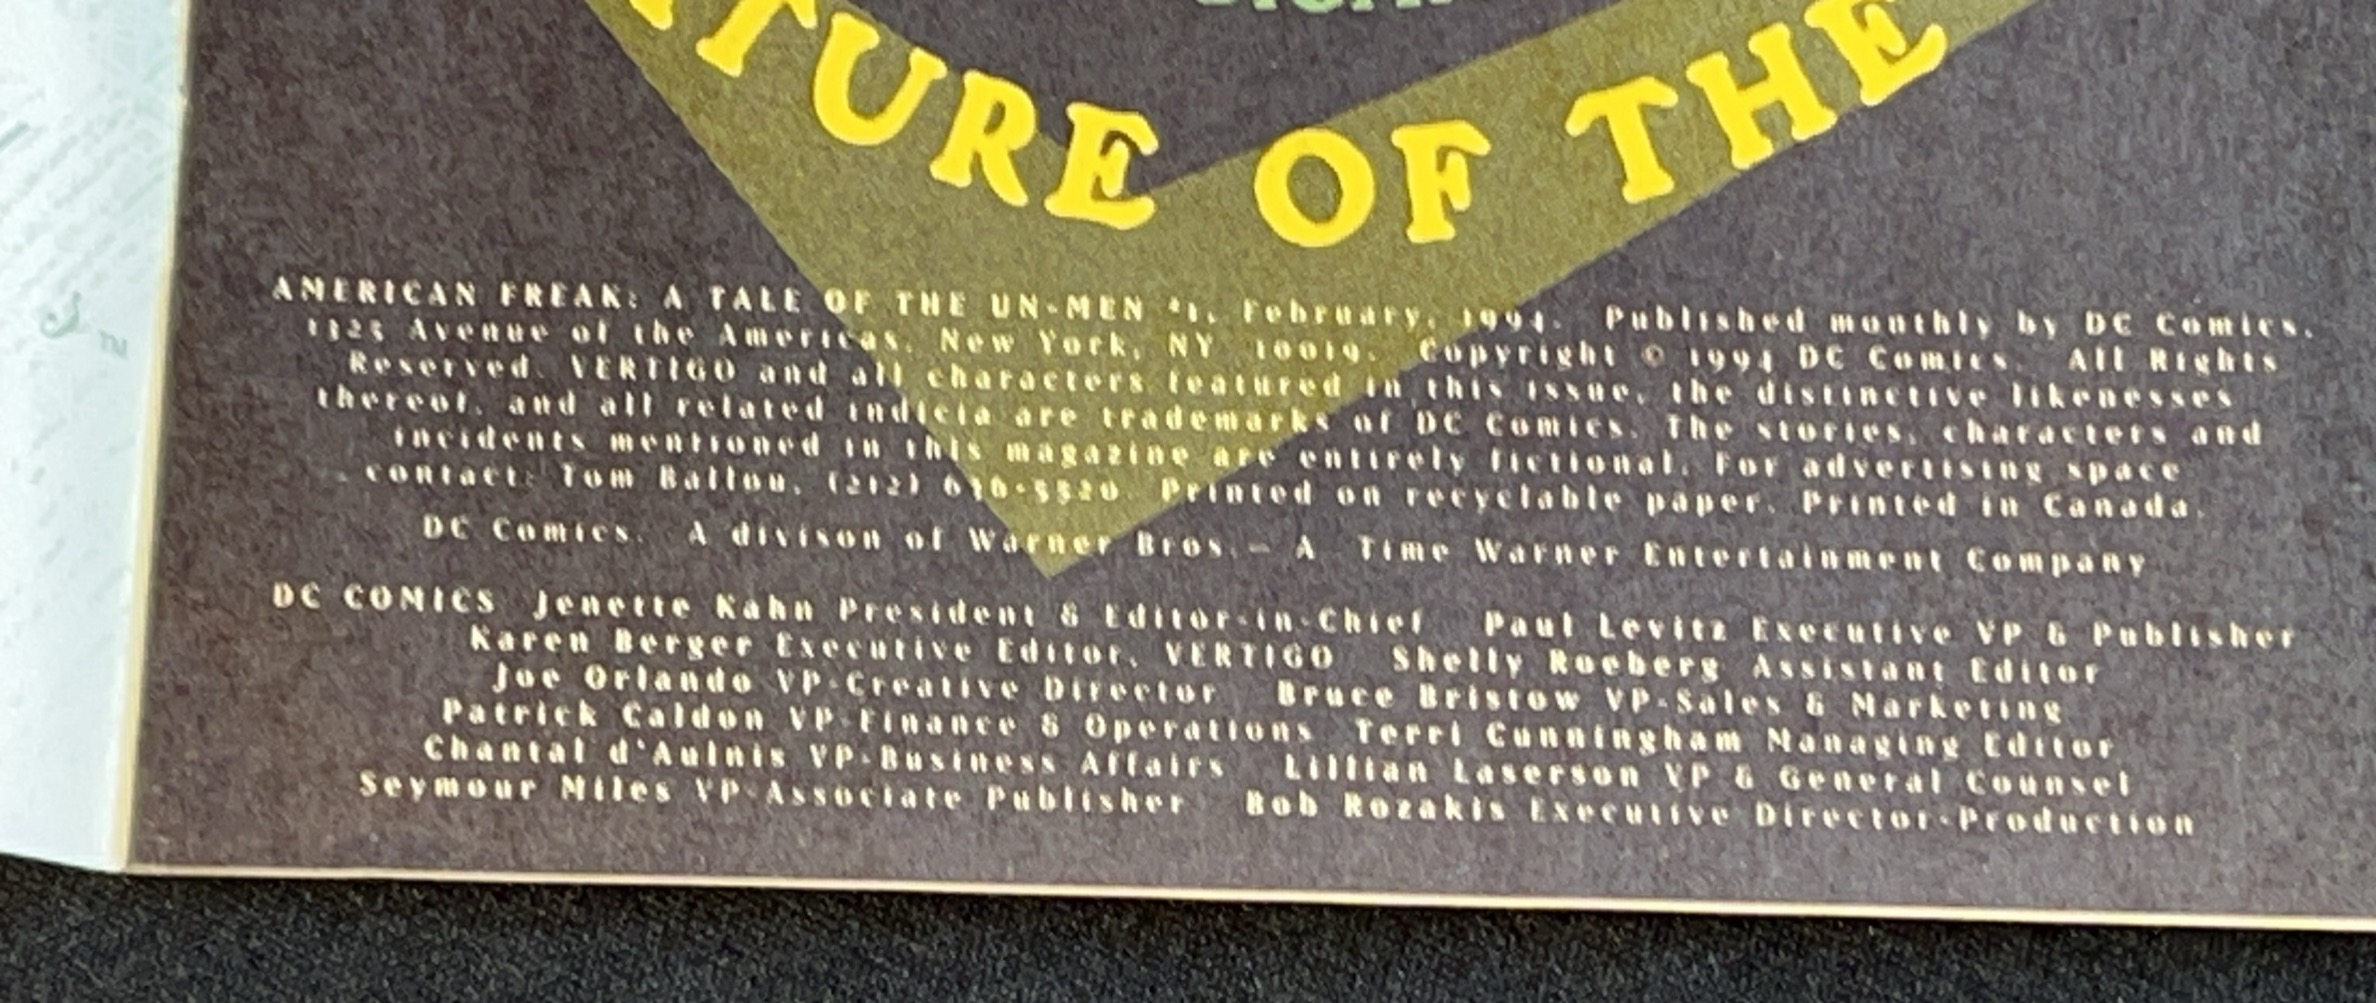 TURE OF THE
AMERICAN FREAK: A TALE OF THE UN-MEN #1, February, 1994. Published monthly by DC Comics,
1325 Avenue of the Americas, New York, NY 10019. Copyright © 1994 DC Comics. All Rights
Reserved. VERTIGO and all characters featured in this issue, the distinctive likenesses
thereof, and all related indicia are trademarks of DC Comics. The stories, characters and
incidents mentioned in this magazine are entirely fictional. For advertising space
contact: Tom Ballou, (212) 636-5520. Printed on recyclable paper. Printed in Canada.
DC Comics. A divison of Warner Bros.– A Time Warner Entertainment Company
DC COMICS Jenette Kahn President & Editor-in-Chief Paul Levitz Executive VP & Publisher
Karen Berger Executive Editor, VERTIGO Shelly Roeberg Assistant Editor
Joe Orlando VP-Creative Director Bruce Bristow VP-Sales & Marketing
Patrick Caldon VP-Finance & Operations Terri Cunningham Managing Editor
Chantal d'Aulnis VP-Business Affairs Lillian Laserson VP & General Counsel
Seymour Miles VP-Associate Publisher Bob Rozakis Executive Director-Production